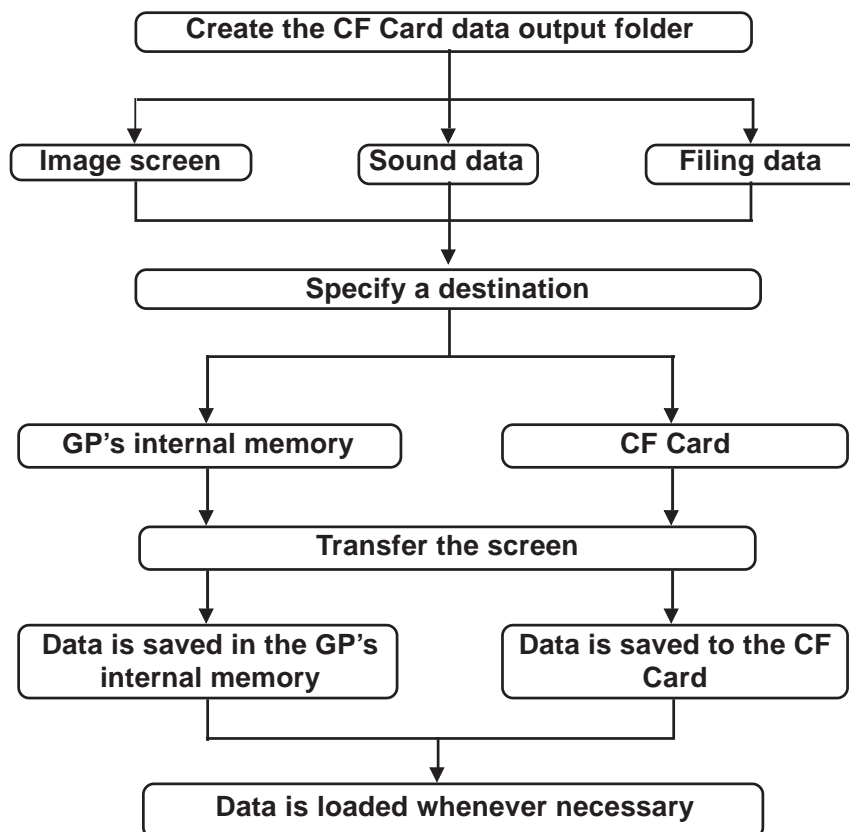 Create the CF Card data output folder
Image screen
Sound data
Filing data
Specify a destination
GP’s internal memory
CF Card
Transfer the screen
Data is saved in the GP’s
internal memory
Data is saved to the CF
Card
Data is loaded whenever necessary